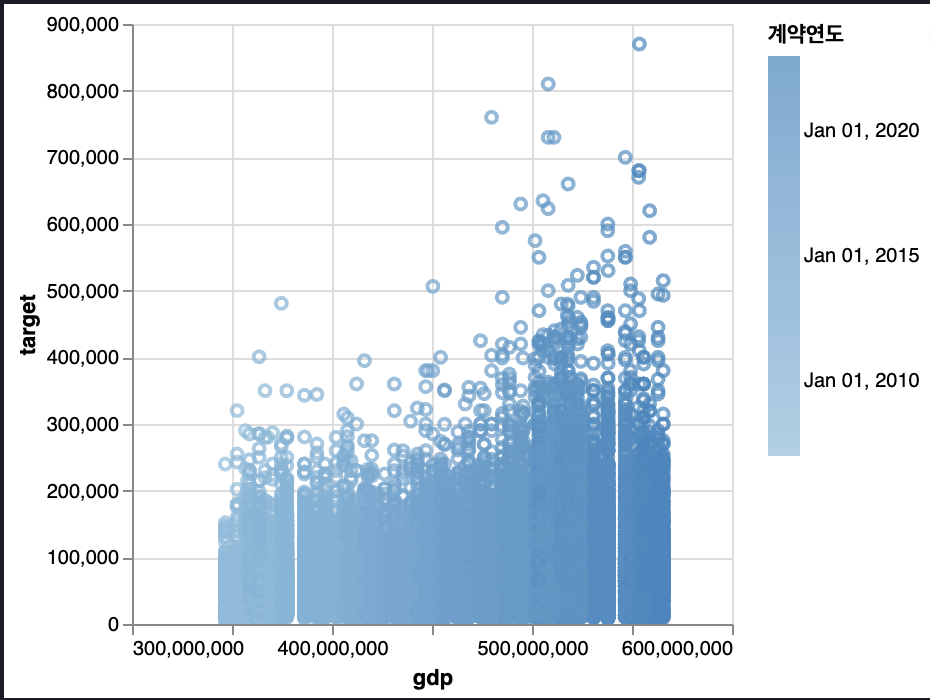 900,000
800,000
700,000
600,000
500,000
400,000
300,000
200,000
100,000
0
target
300,000,000 400,000,000 500,000,000 600,000,000
gdp
계약연도
Jan 01, 2020
Jan 01, 2015
Jan 01, 2010